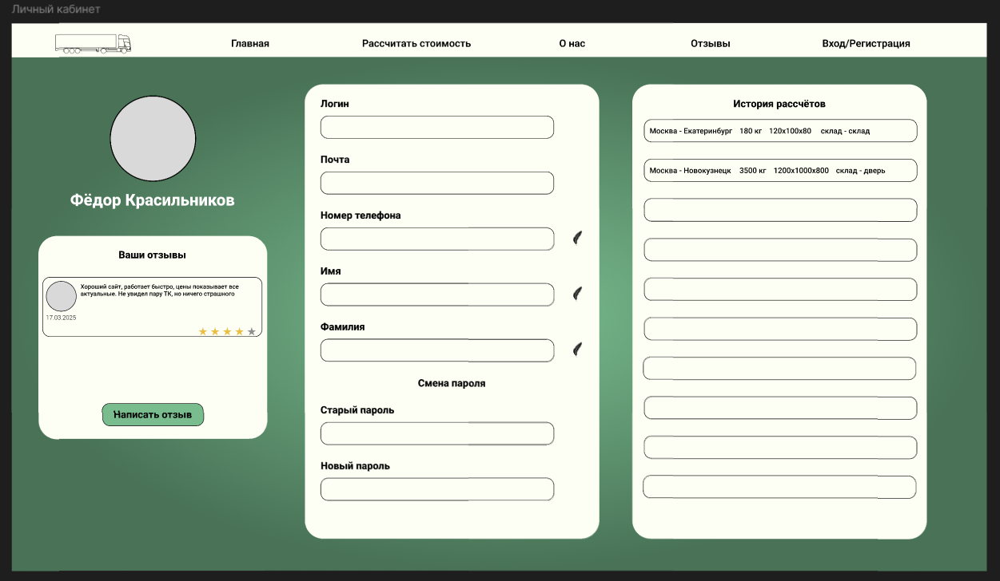 Личный кабинет
Главная
Рассчитать стоимость
О нас
Отзывы
Вход/Регистрация
Фёдор Красильников
Ваши отзывы
Хороший сайт, работает быстро, цены показывает все
актуальные. Не увидел пару ТК, но ничего страшного
17.03.2025
Написать отзыв
Логин
Почта
Номер телефона
Имя
Фамилия
Смена пароля
Старый пароль
Новый пароль
История рассчётов
Москва - Екатеринбург 180 кг 120х100х80 склад - склад
Москва - Новокузнецк 3500 кг 1200х1000х800 склад - дверь